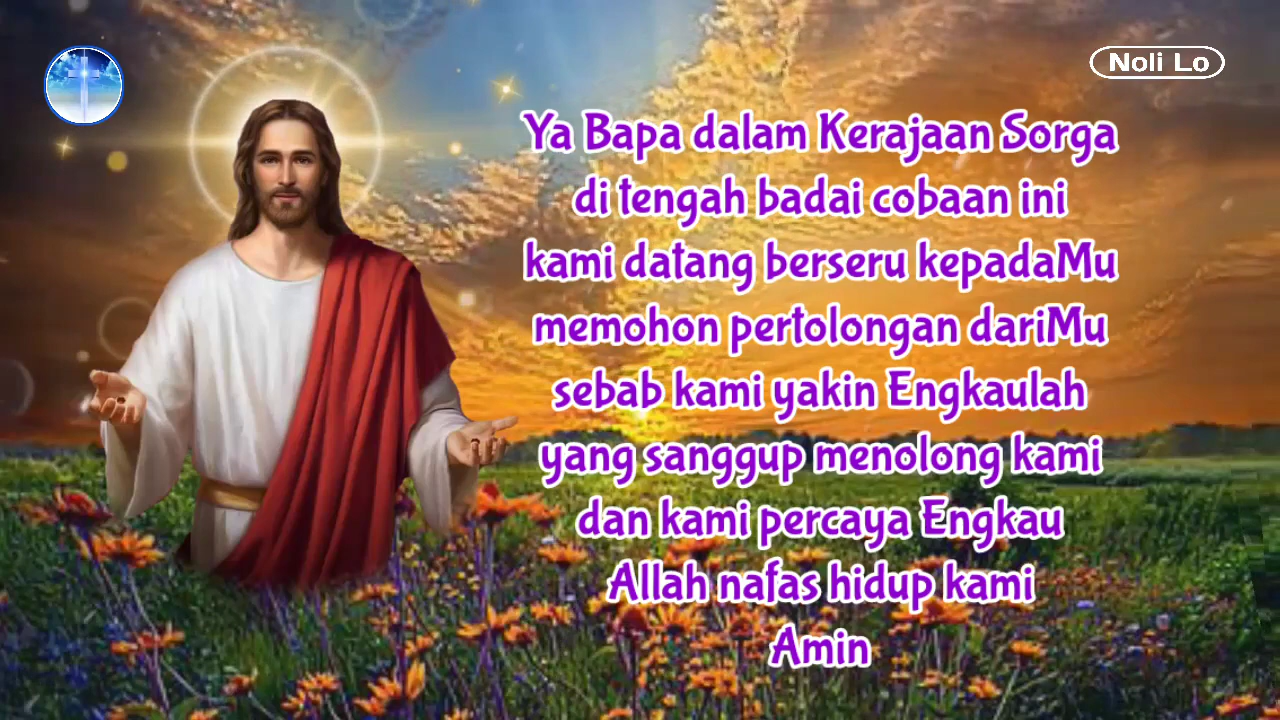 Noli Lo
Ya Bapa dalam Kerajaan Sorga
di tengah badai cobaan ini
kami datang berseru kepadaMu
memohon pertolongan dariMu
sebab kami yakin Engkaulah
yang sanggup menolong kami
dan kami percaya Engkau
Allah nafas hidup kami
Amin